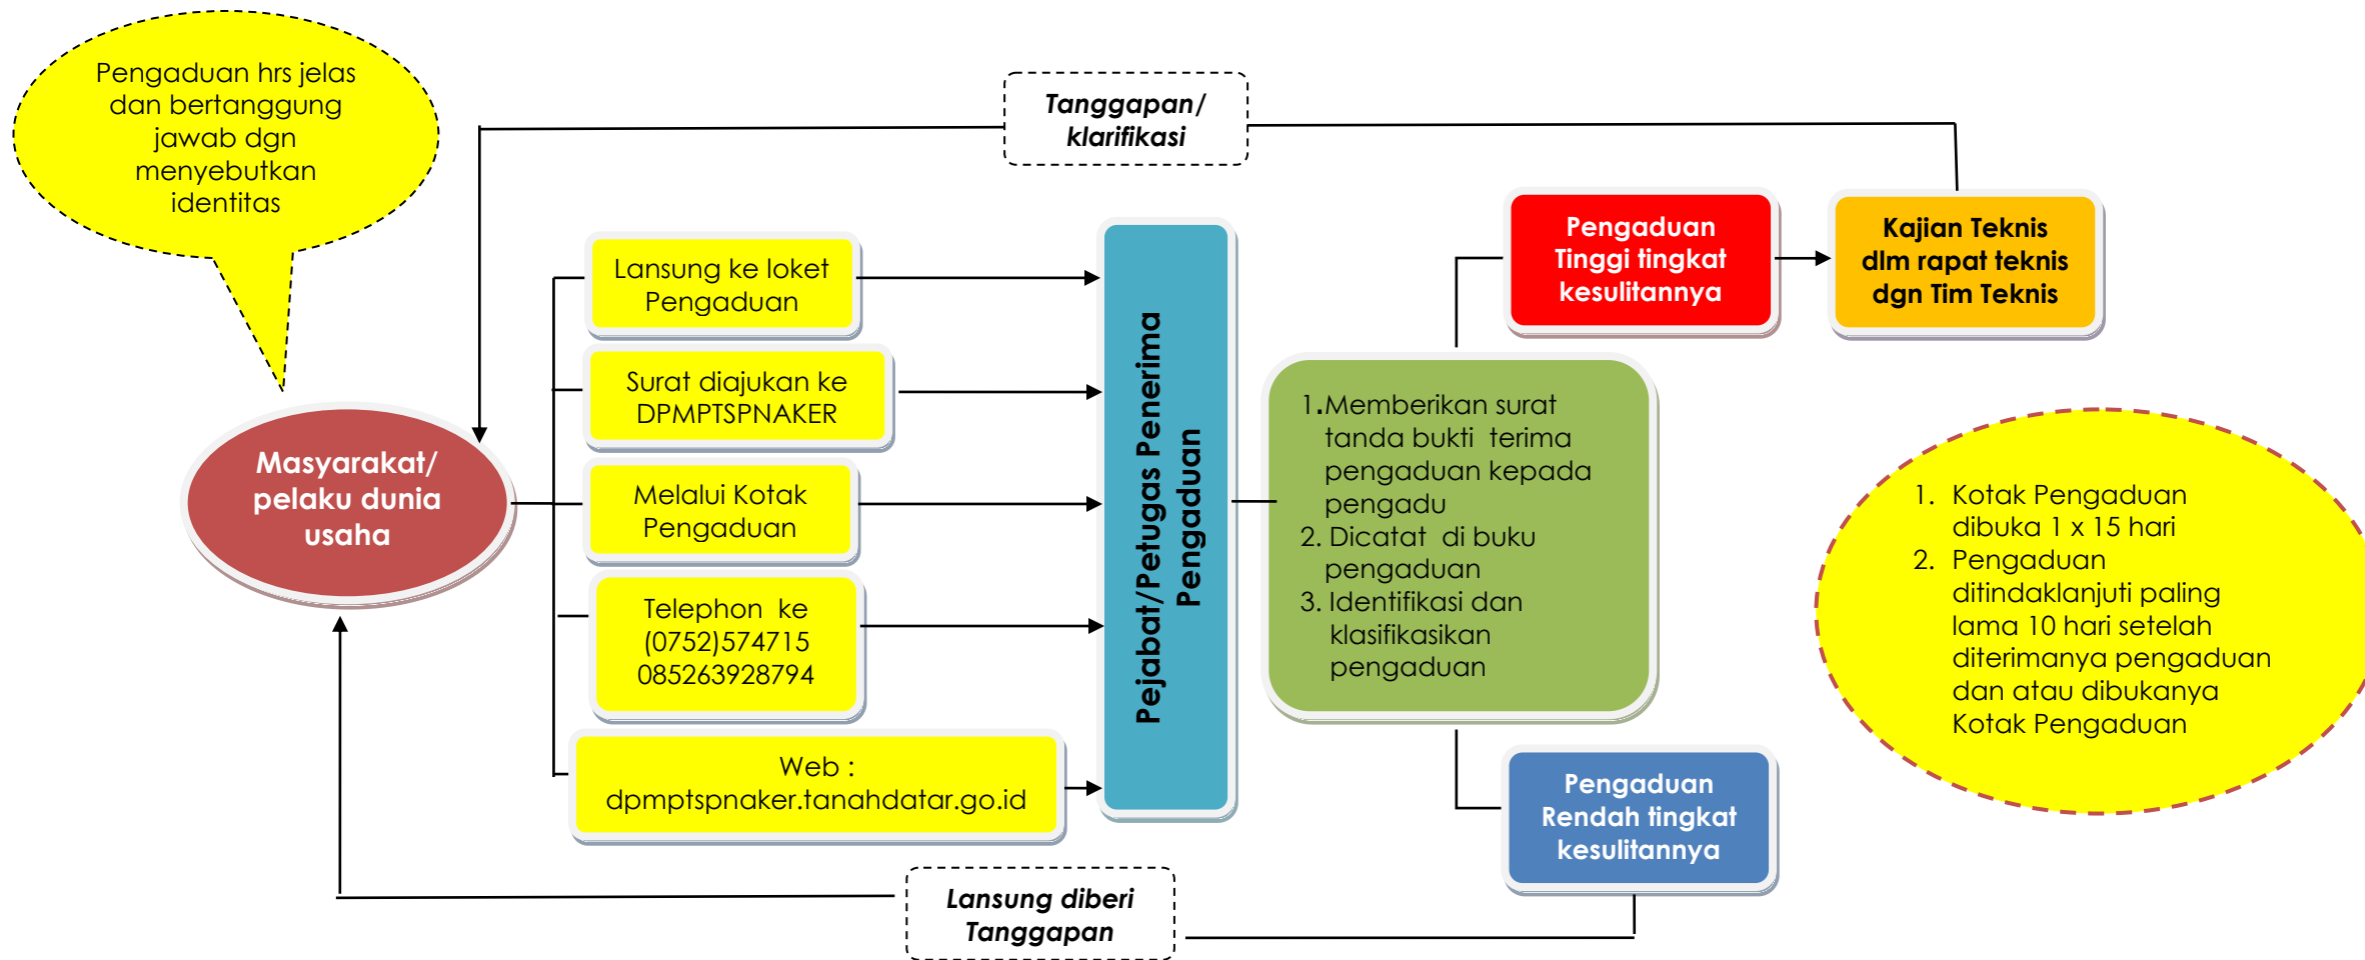 Pengaduan hrs jelas
dan bertanggung
jawab dgn
menyebutkan
identitas
Tanggapan/
klarifikasi
Masyarakat/
pelaku dunia
usaha
Lansung ke loket
Pengaduan
Surat diajukan ke
DPMPTSPNAKER
Melalui Kotak
Pengaduan
Telephon ke
(0752)574715
085263928794
Web :
dpmptspnaker.tanahdatar.go.id
Pejabat/Petugas Penerima
Pengaduan
1.Memberikan surat
tanda bukti terima
pengaduan kepada
pengadu
2. Dicatat di buku
pengaduan
3. Identifikasi dan
klasifikasikan
pengaduan
Pengaduan
Tinggi tingkat
kesulitannya
Kajian Teknis
dlm rapat teknis
dgn Tim Teknis
Pengaduan
Rendah tingkat
kesulitannya
Lansung diberi
Tanggapan
1. Kotak Pengaduan
dibuka 1 x 15 hari
2. Pengaduan
ditindaklanjuti paling
lama 10 hari setelah
diterimanya pengaduan
dan atau dibukanya
Kotak Pengaduan